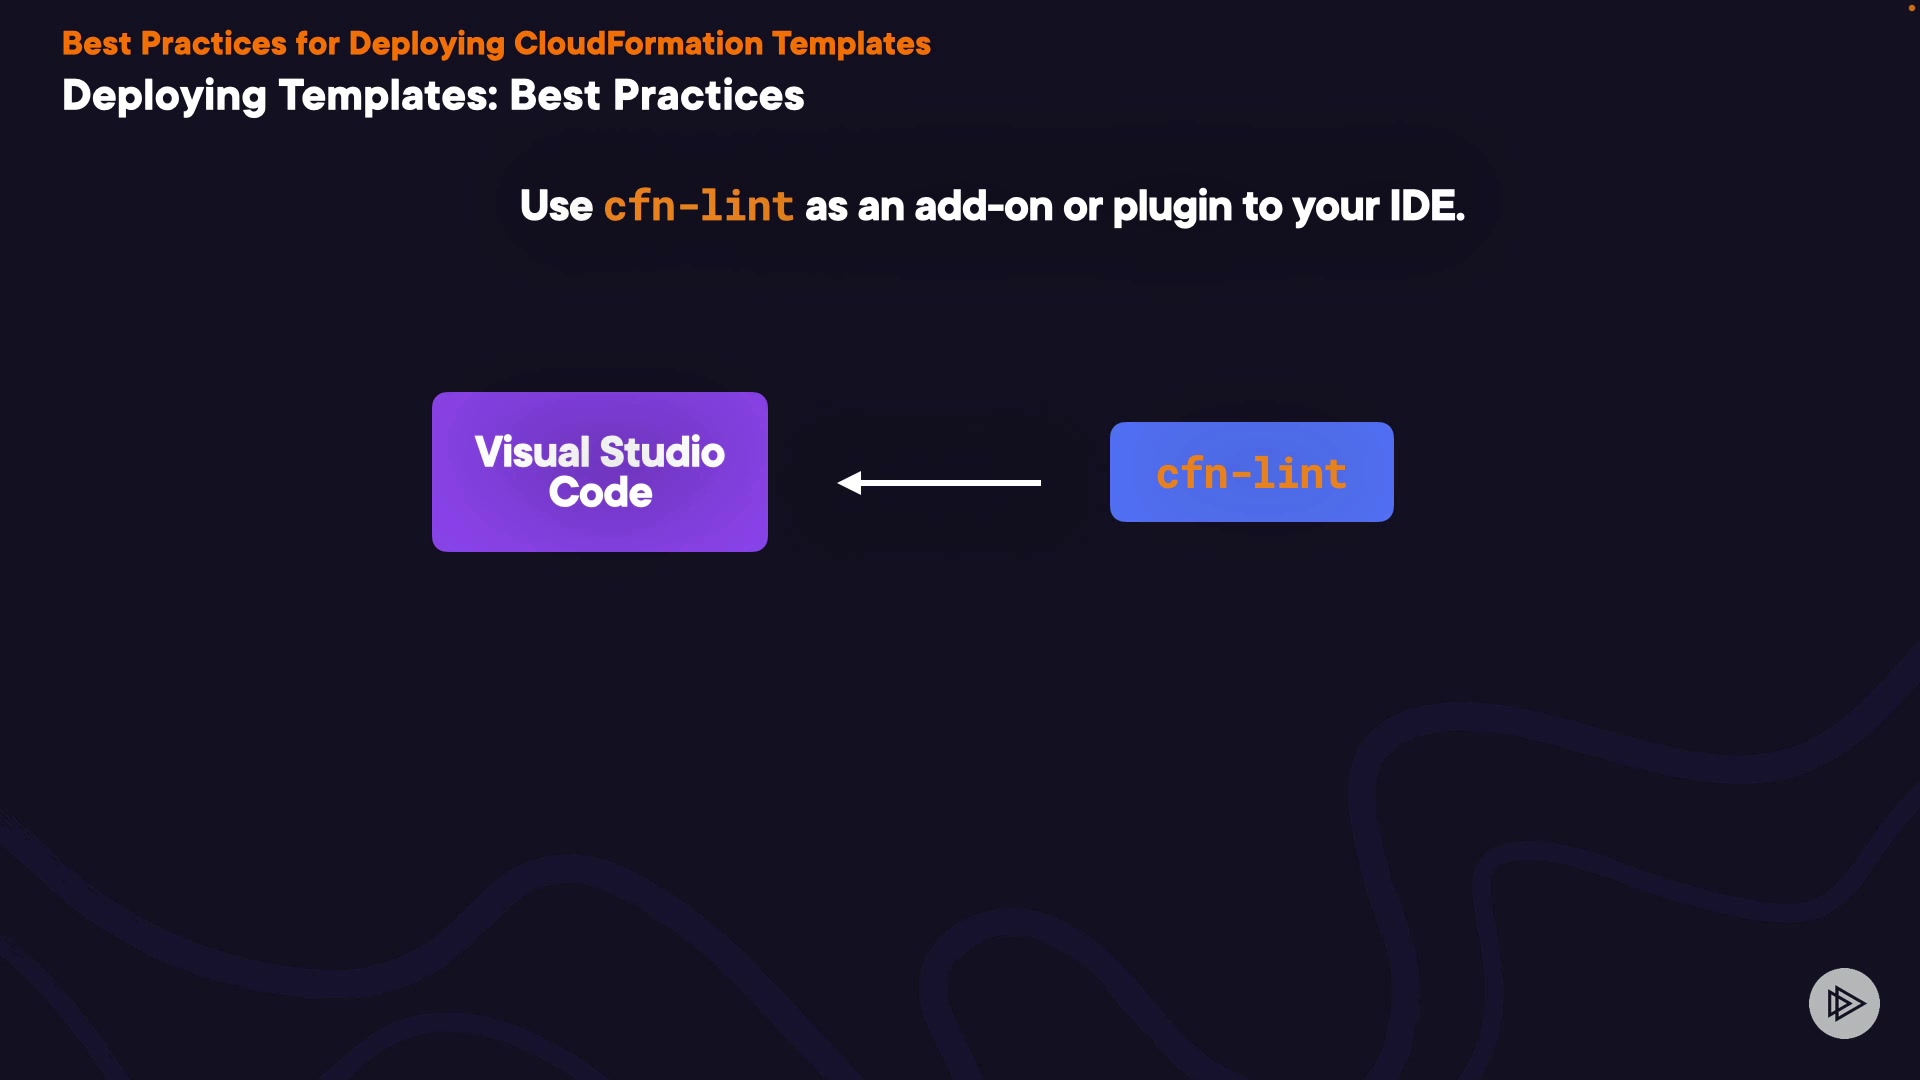 Best Practices for Deploying CloudFormation Templates
Deploying Templates: Best Practices
Use cfn-lint as an add-on or plugin to your IDE.
Visual Studio
Code
cfn-lint